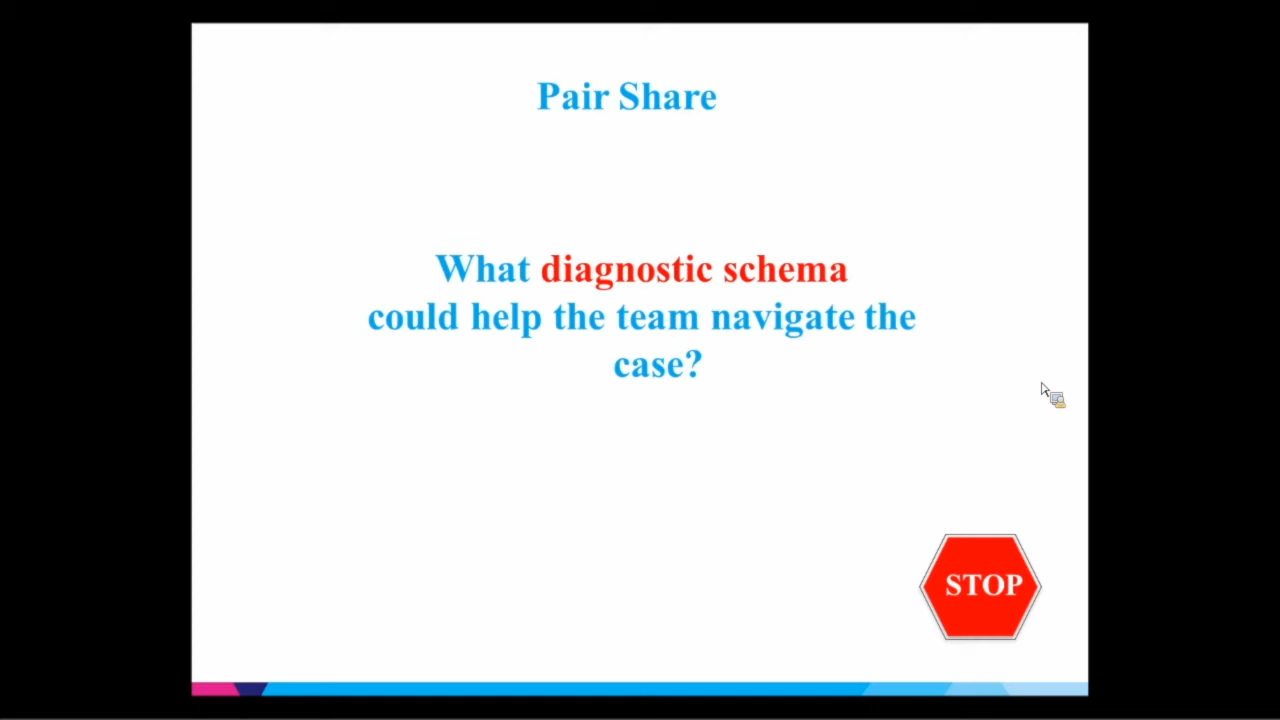 Pair Share
What diagnostic schema
could help the team navigate the
case?
STOP